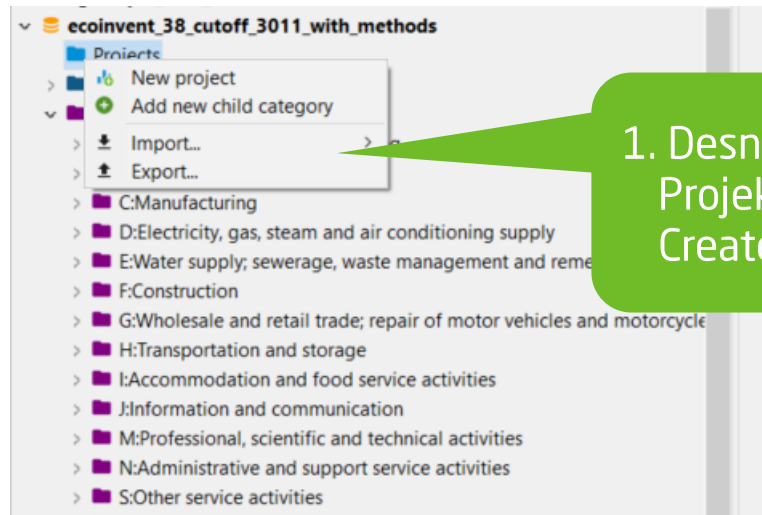 ecoinvent_38_cutoff_3011_with_methods
Projects
New project
Add new child category
Import...
Export...
C:Manufacturing
D:Electricity, gas, steam and air conditioning supply
E:Water supply; sewerage, waste management and reme
F:Construction
G:Wholesale and retail trade; repair of motor vehicles and motorcycle
H:Transportation and storage
I:Accommodation and food service activities
J:Information and communication
M:Professional, scientific and technical activities
N:Administrative and support service activities
S:Other service activities
1. Desn
Projek
Create